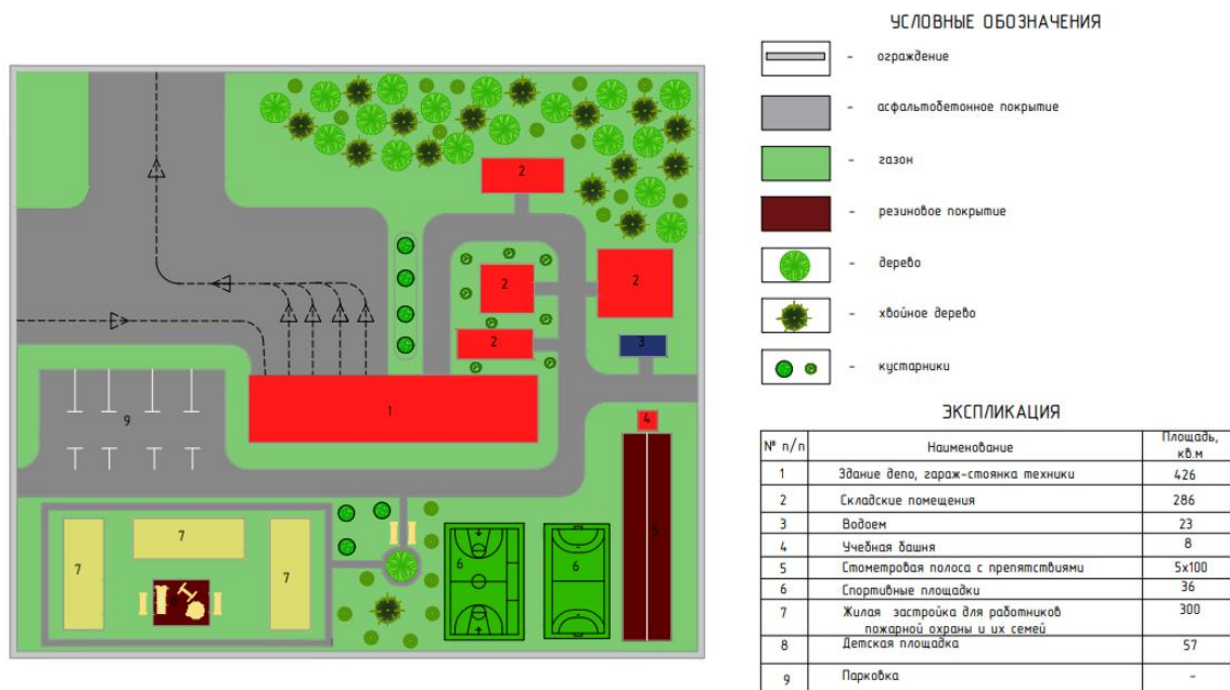 УСЛОВНЫЕ ОБОЗНАЧЕНИЯ
- ограждение
- асфальтобетонное покрытие
- газон
- резиновое покрытие
- дерево
- хвойное дерево
- кустарники
ЭКСПЛИКАЦИЯ
№ п/п Наименование Площадь, кв.м
1 Здание депо, гараж-стоянка техники 426
2 Складские помещения 286
3 Водоем 23
4 Учебная башня 8
5 Стометровая полоса с препятствиями 5х100
6 Спортивные площадки 36
7 Жилая застройка для работников 300
пожарной охраны и их семей
8 Детская площадка 57
9 Парковка -
2
2
2
2
3
1
4
9
5
6
6
7
7
7
8